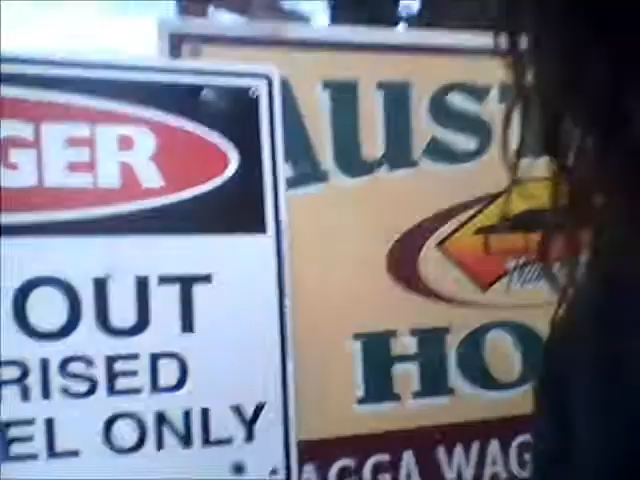 GER
OUT
RISED
EL ONLY
AUS
HO
AGGA WAG